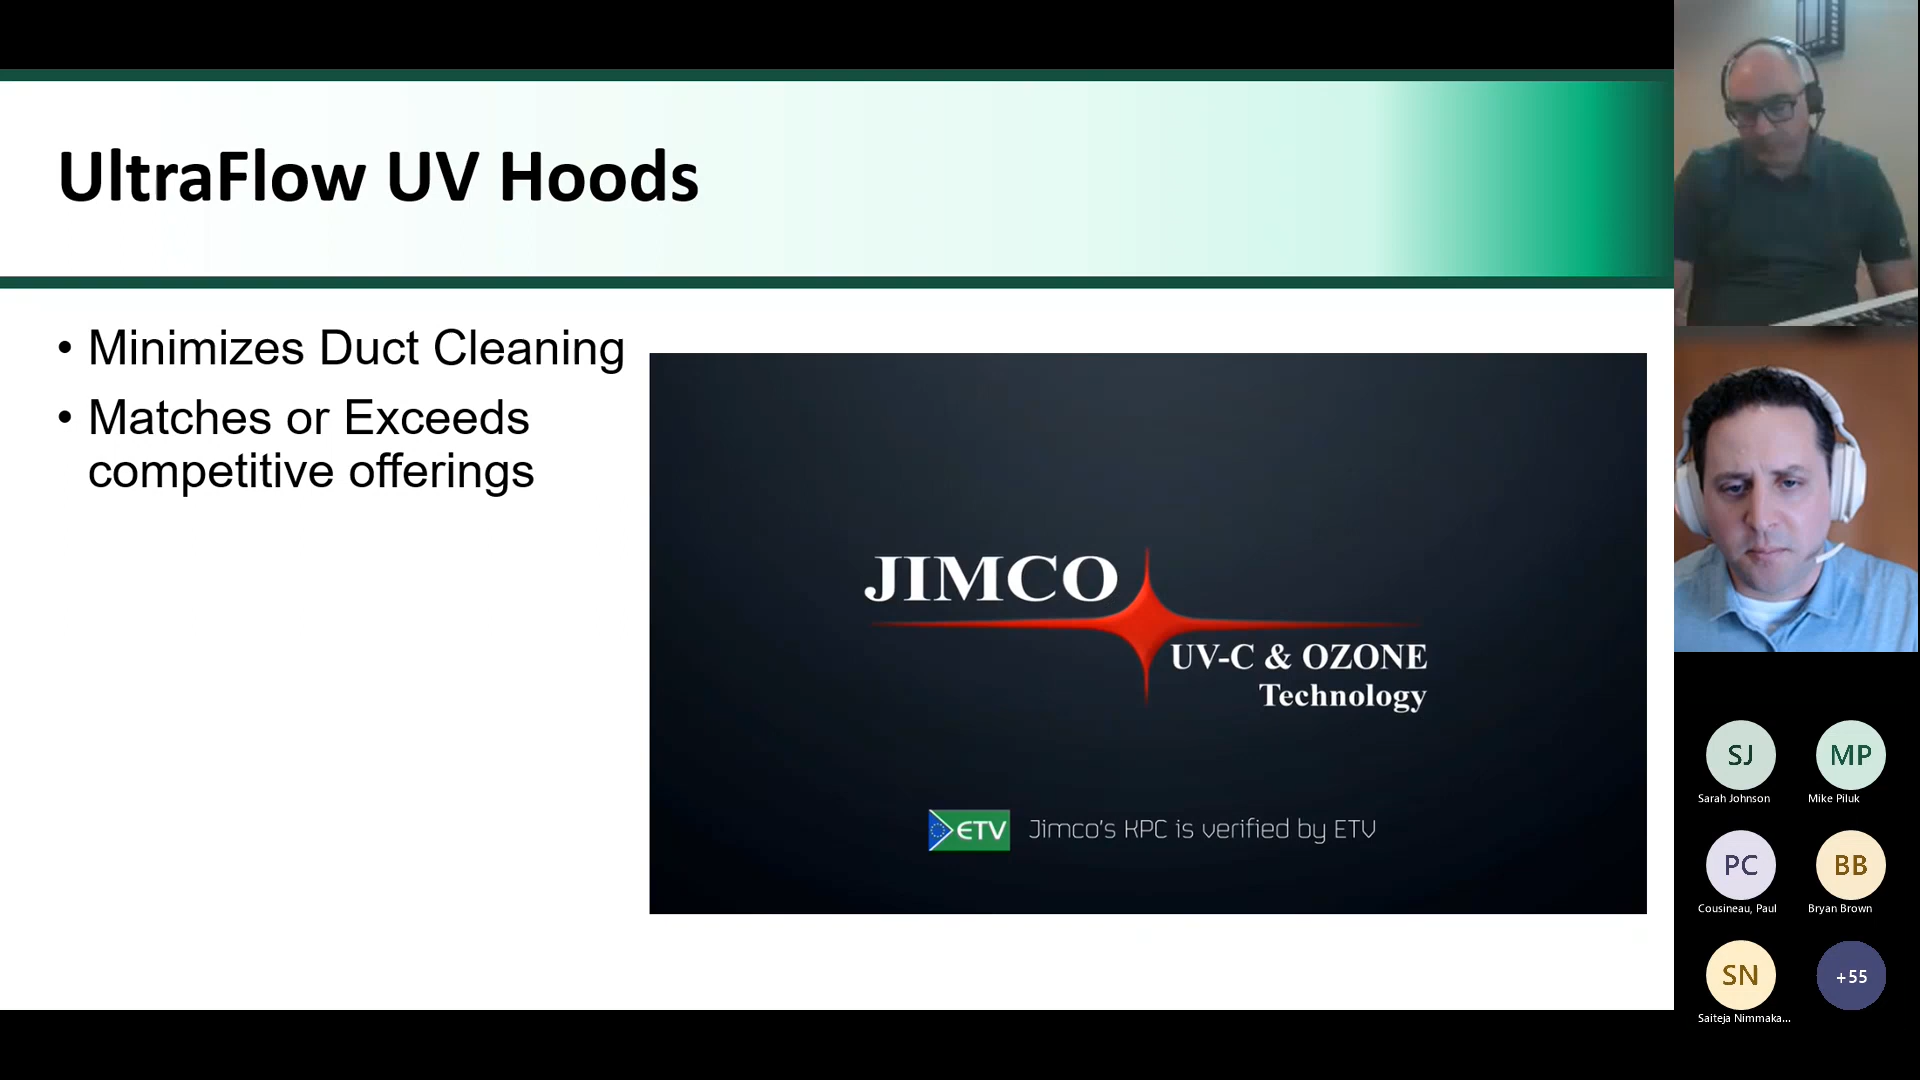 UltraFlow UV Hoods
• Minimizes Duct Cleaning
• Matches or Exceeds
competitive offerings
JIMCO
UV-C & OZONE
Technology
ETV
Jimco's KPC is verified by ETV
SJ
Sarah Johnson
MP
Mike Piluk
PC
Cousineau, Paul
BB
Bryan Brown
SN
Saiteja Nimmaka...
+55